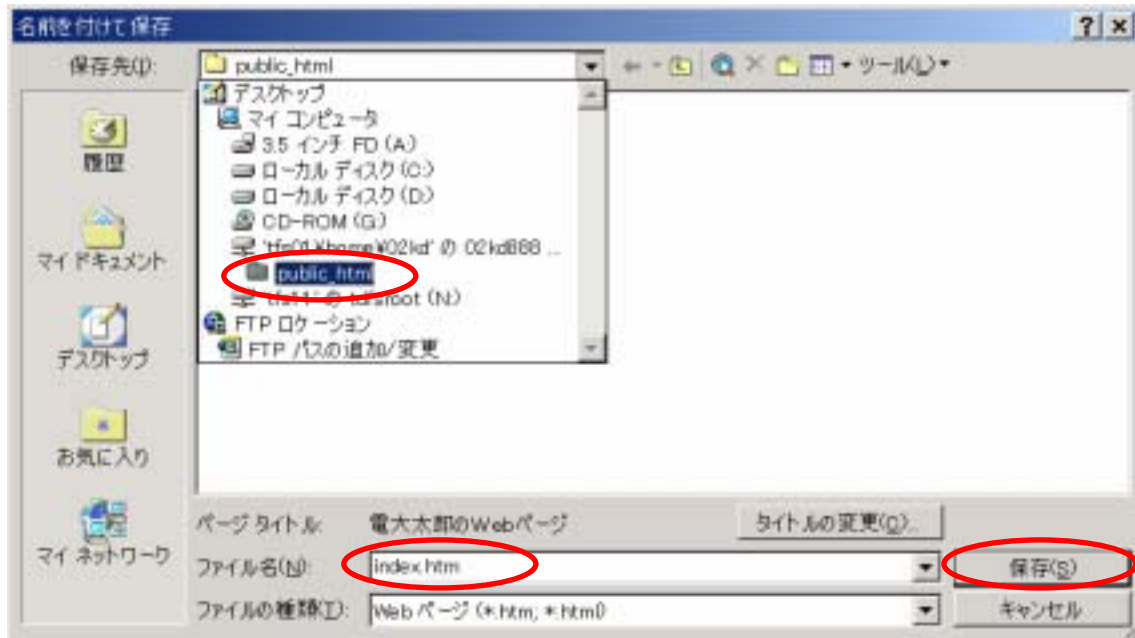 名前を付けて保存
保存先(I):
public_html
ツール(L)
デスクトップ
マイ コンピュータ
3.5 インチ FD (A:)
ローカル ディスク (C:)
ローカル ディスク (D:)
CD-ROM (G:)
'tfs01¥home¥02kd' の 02kd888 ...
public_html
(N:)
FTP ロケーション
FTP パスの追加/変更
履歴
マイ ドキュメント
デスクトップ
お気に入り
マイ ネットワーク
ページ タイトル:
電大太郎のWebページ
タイトルの変更(C)...
ファイル名(N):
index.htm
保存(S)
ファイルの種類(T):
Web ページ (*.htm; *.html)
キャンセル